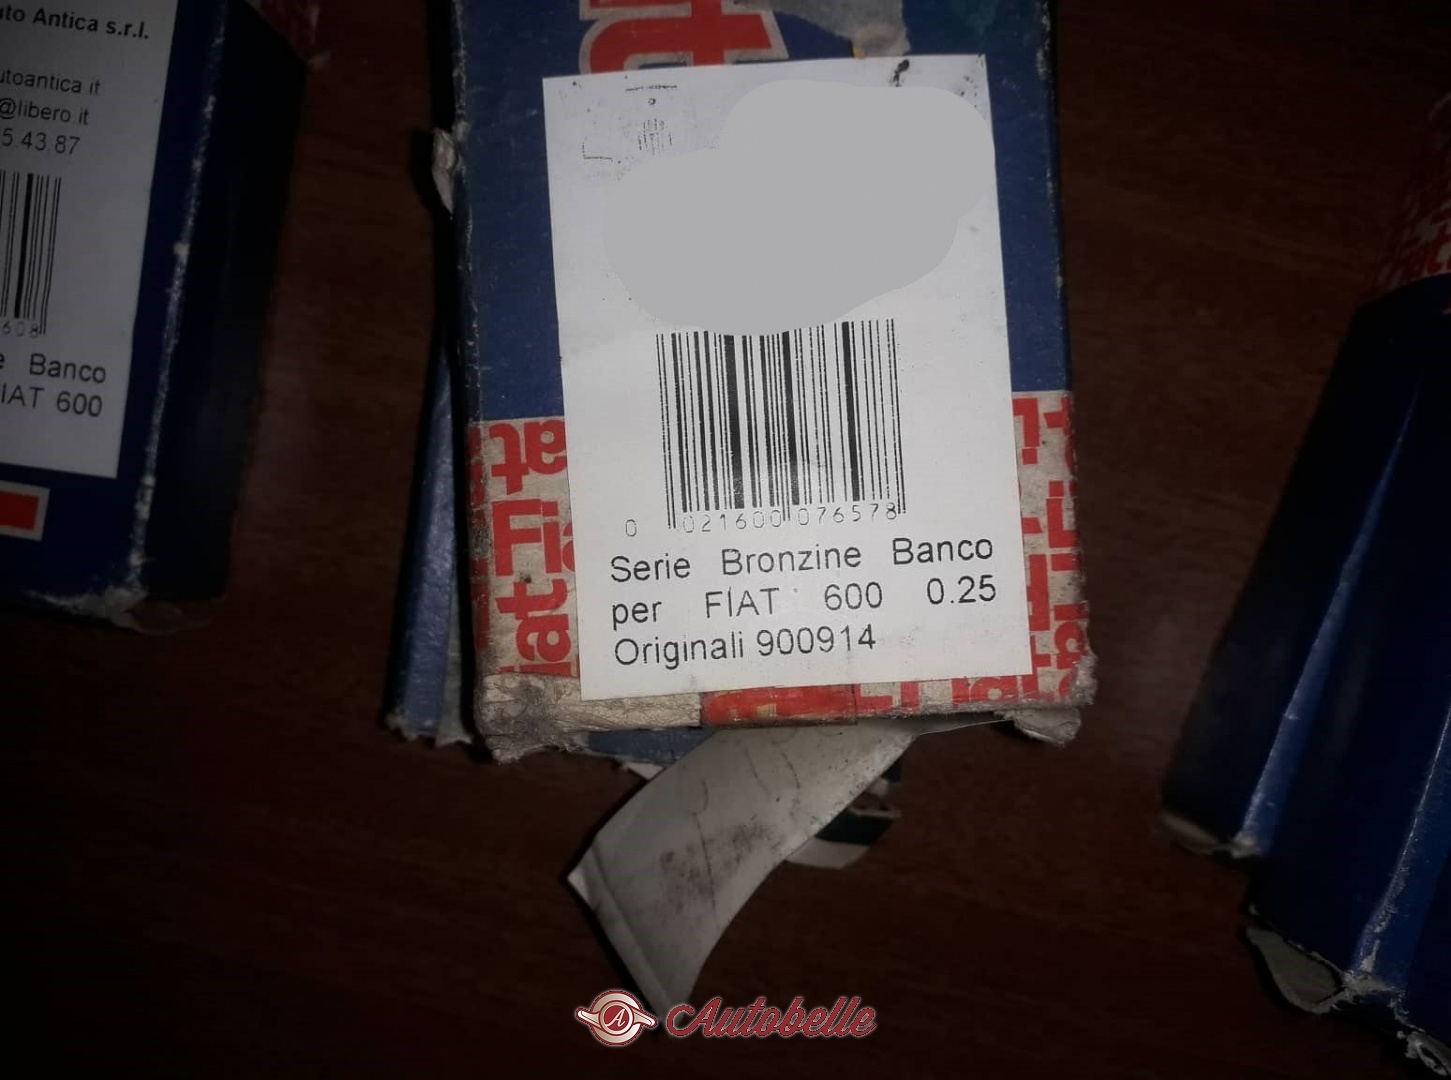 uto Antica s.r.l.
utoantica.it
@libero.it
5.43.87
608
e Banco
IAT 600
0 021600 076578
Serie Bronzine Banco
per FIAT 600 0.25
Originali 900914
Autobelle